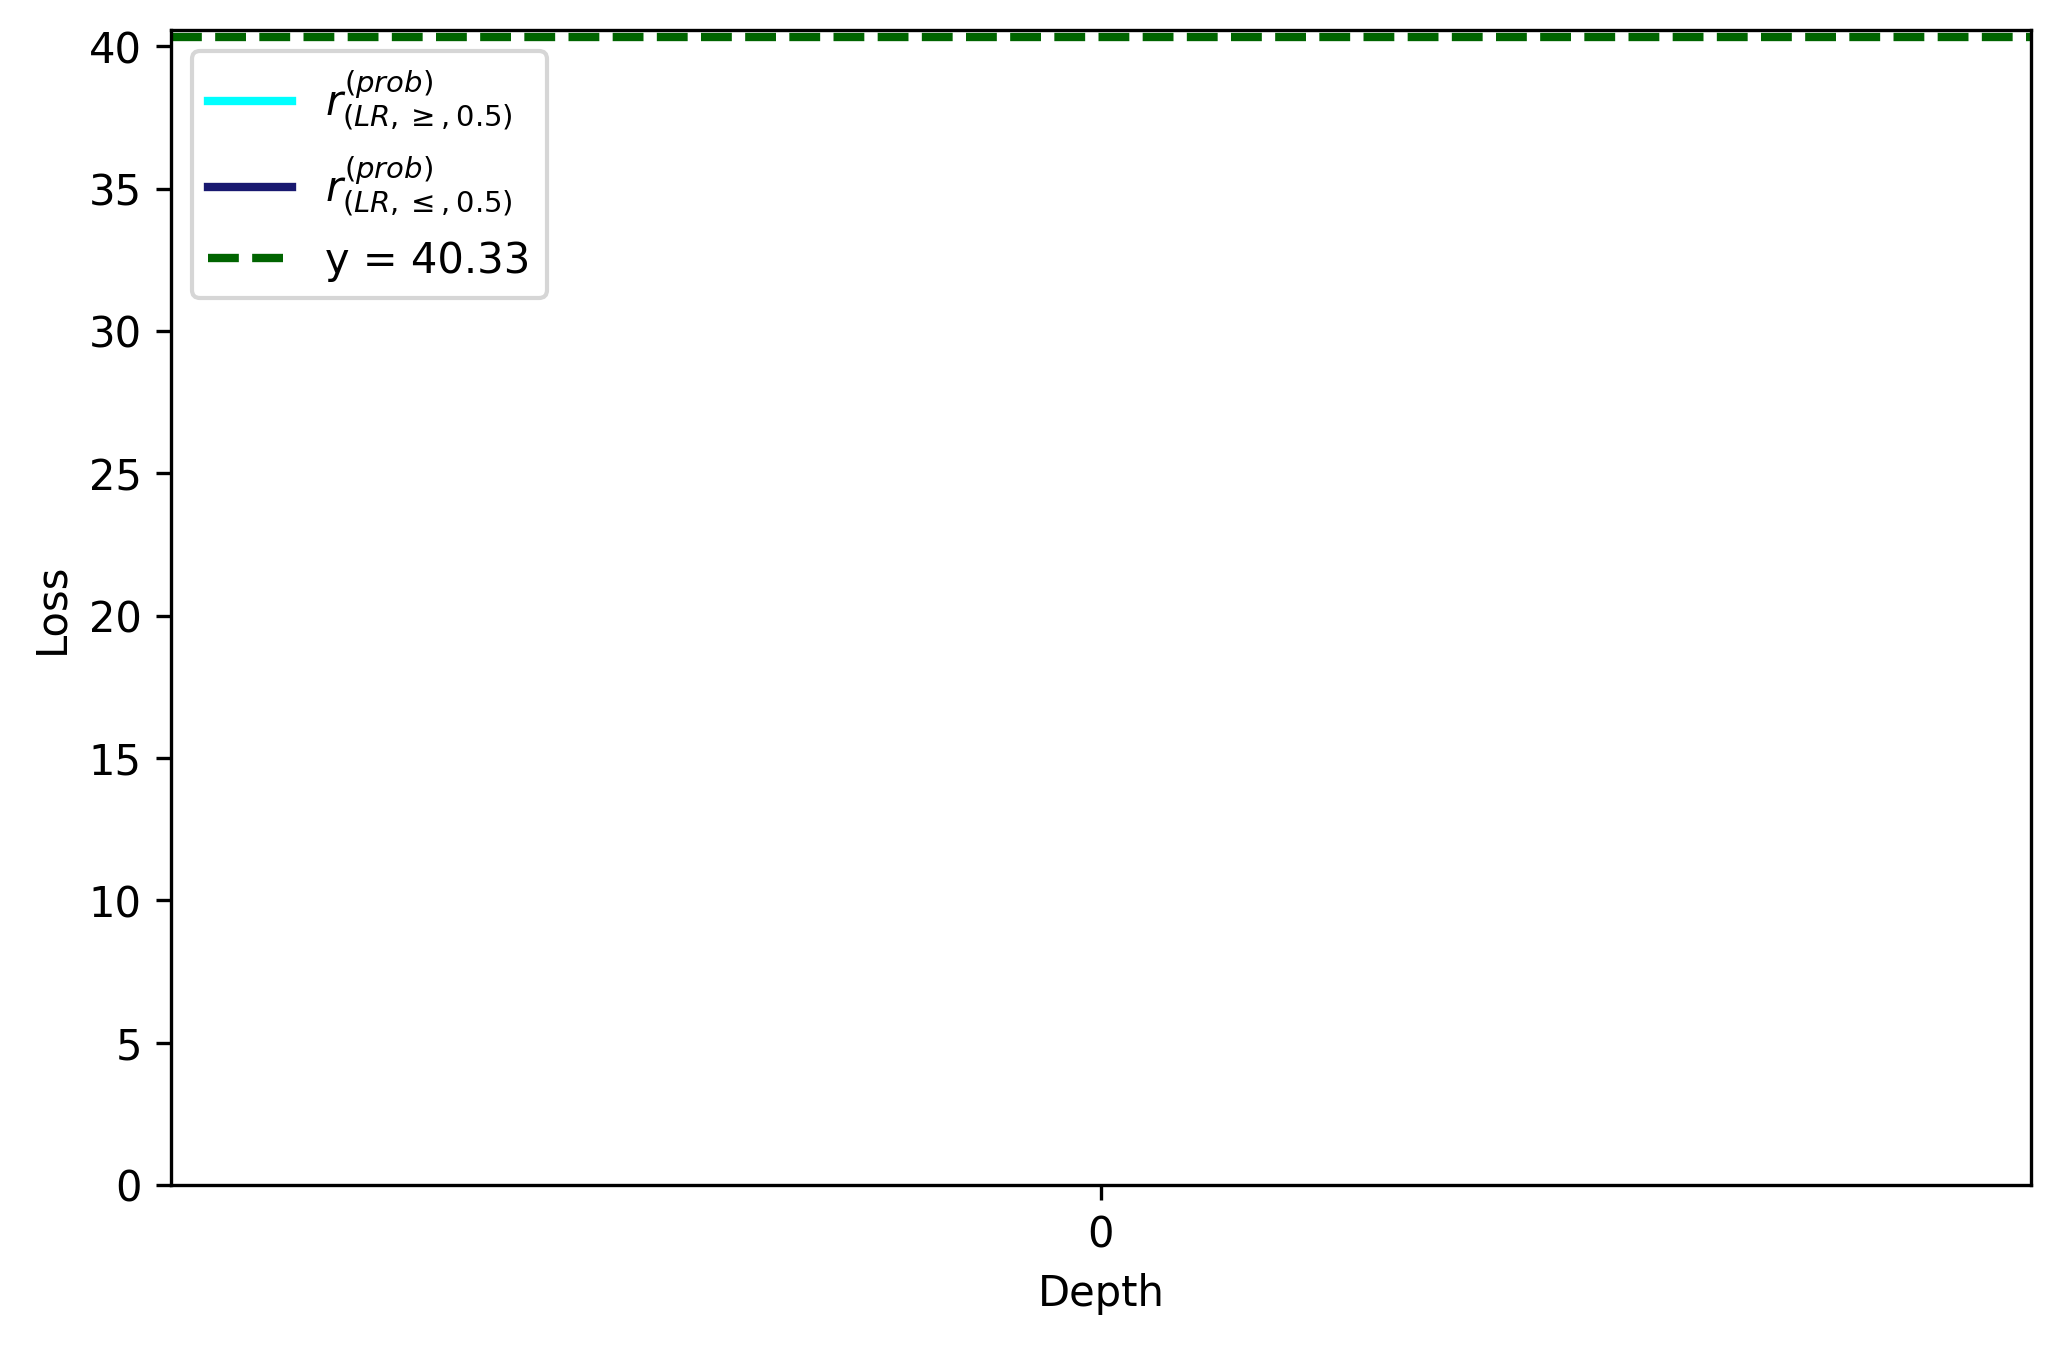 40
35
30
25
20
15
10
5
0
Loss
r^{(prob)}_{(LR, ≥, 0.5)}
r^{(prob)}_{(LR, ≤, 0.5)}
y = 40.33
0
Depth